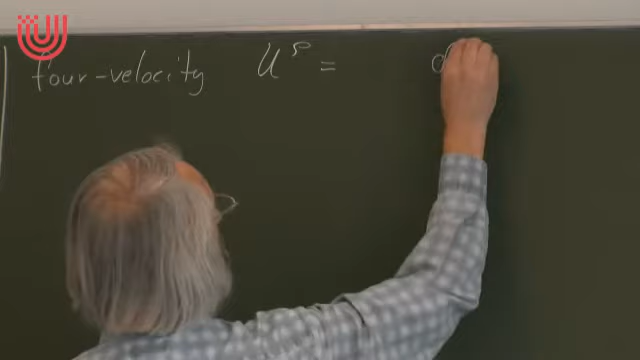 four-velocity u^ρ = d